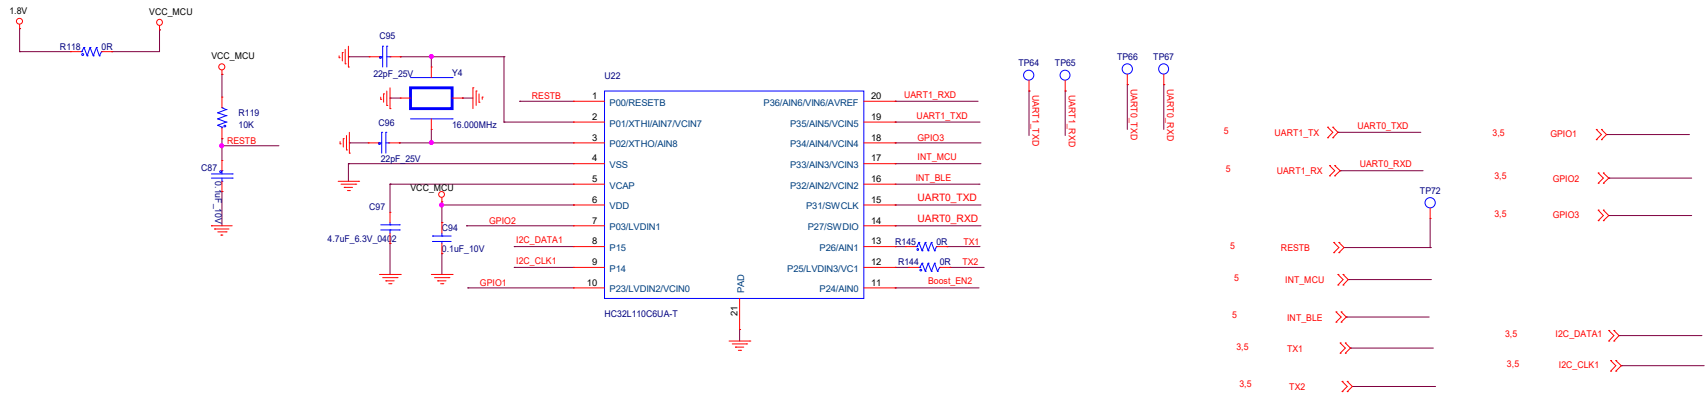 1.8V
VCC_MCU
R118
0R
VCC_MCU
R119
10K
RESTB
C87
0.1uF_10V
C95
22pF_25V
Y4
16.000MHz
C96
22pF_25V
VCC_MCU
C97
4.7uF_6.3V_0402
C94
0.1uF_10V
RESTB
GPIO2
I2C_DATA1
I2C_CLK1
GPIO1
U22
1 P00/RESETB
2 P01/XTHI/AIN7/VCIN7
3 P02/XTHO/AIN8
4 VSS
5 VCAP
6 VDD
7 P03/LVDIN1
8 P15
9 P14
10 P23/LVDIN2/VCIN0
P36/AIN6/VIN6/AVREF 20 UART1_RXD
P35/AIN5/VCIN5 19 UART1_TXD
P34/AIN4/VCIN4 18 GPIO3
P33/AIN3/VCIN3 17 INT_MCU
P32/AIN2/VCIN2 16 INT_BLE
P31/SWCLK 15 UART0_TXD
P27/SWDIO 14 UART0_RXD
P26/AIN1 13 R145 0R TX1
P25/LVDIN3/VC1 12 R144 0R TX2
P24/AIN0 11 Boost_EN2
PAD
21
HC32L110C6UA-T
TP64
UART1_TXD
TP65
UART1_RXD
TP66
UART0_TXD
TP67
UART0_RXD
5 UART1_TX UART0_TXD
5 UART1_RX UART0_RXD
TP72
5 RESTB
5 INT_MCU
5 INT_BLE
3,5 TX1
3,5 TX2
3,5 GPIO1
3,5 GPIO2
3,5 GPIO3
3,5 I2C_DATA1
3,5 I2C_CLK1